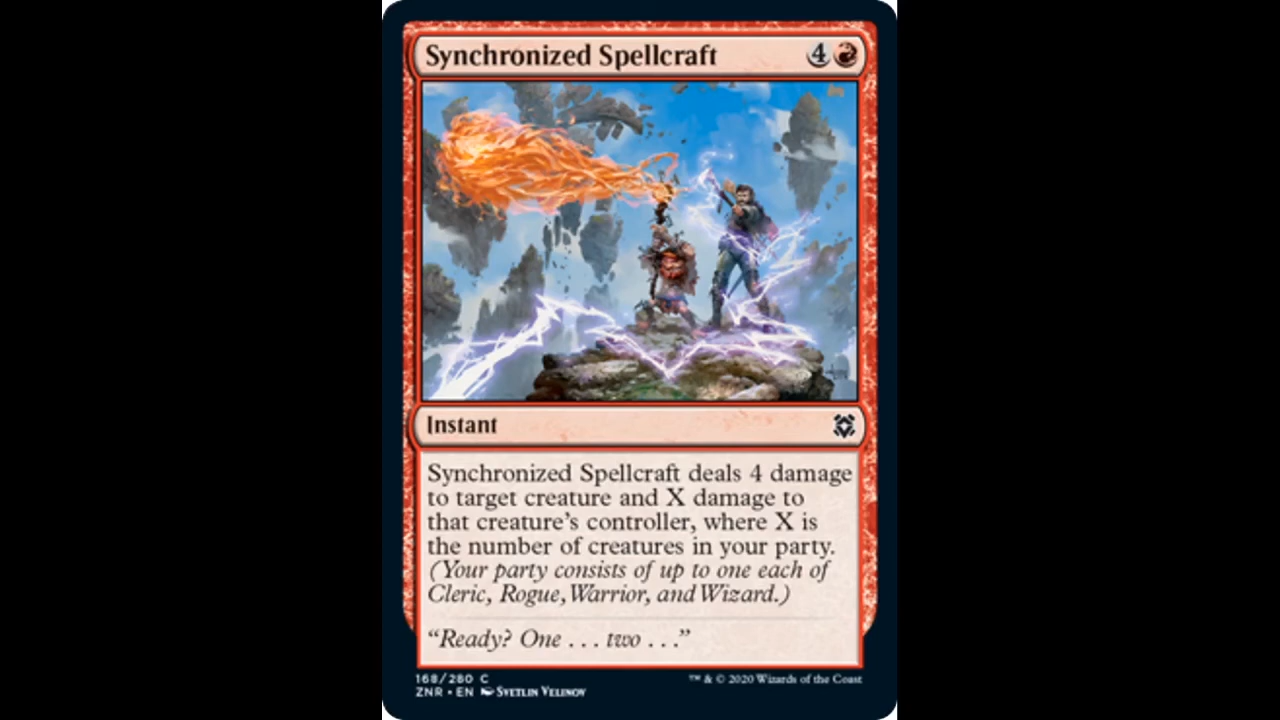 Synchronized Spellcraft 4
Instant
Synchronized Spellcraft deals 4 damage
to target creature and X damage to
that creature's controller, where X is
the number of creatures in your party.
(Your party consists of up to one each of
Cleric, Rogue, Warrior, and Wizard.)
“Ready? One . . . two . . .”
168/280 C
ZNR • EN Svetlin Velinov
™ & © 2020 Wizards of the Coast